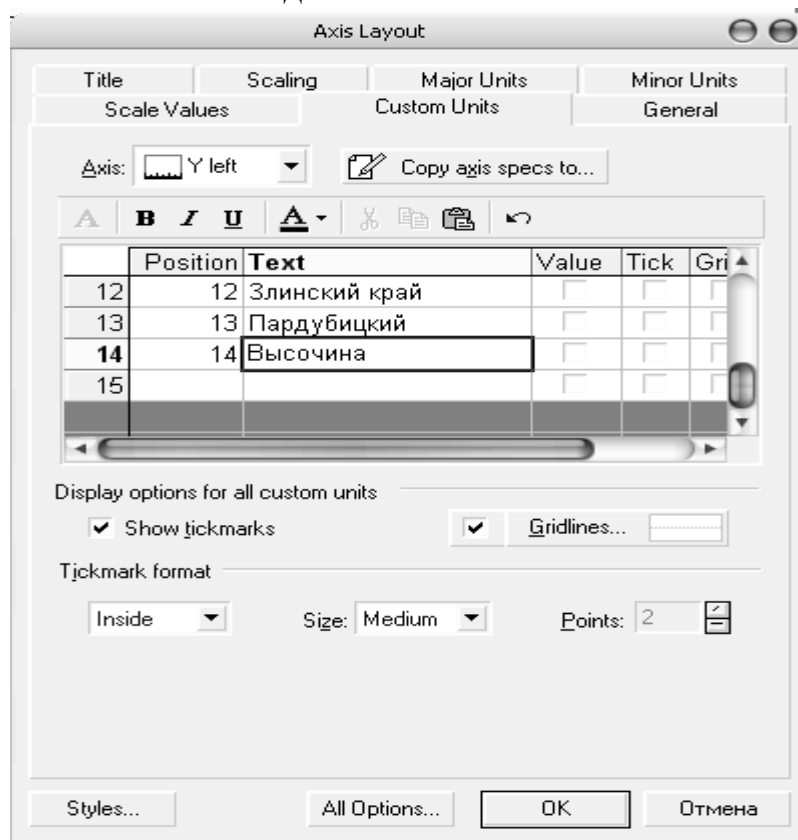 Axis Layout
Title Scaling Major Units Minor Units
Scale Values Custom Units General
Axis: Y left Copy axis specs to...
A B I U A
Position Text Value Tick Gri
12 12 Злинский край
13 13 Пардубицкий
14 14 Высочина
15
Display options for all custom units
Show tickmarks Gridlines...
Tickmark format
Inside Size: Medium Points: 2
Styles... All Options... OK Отмена